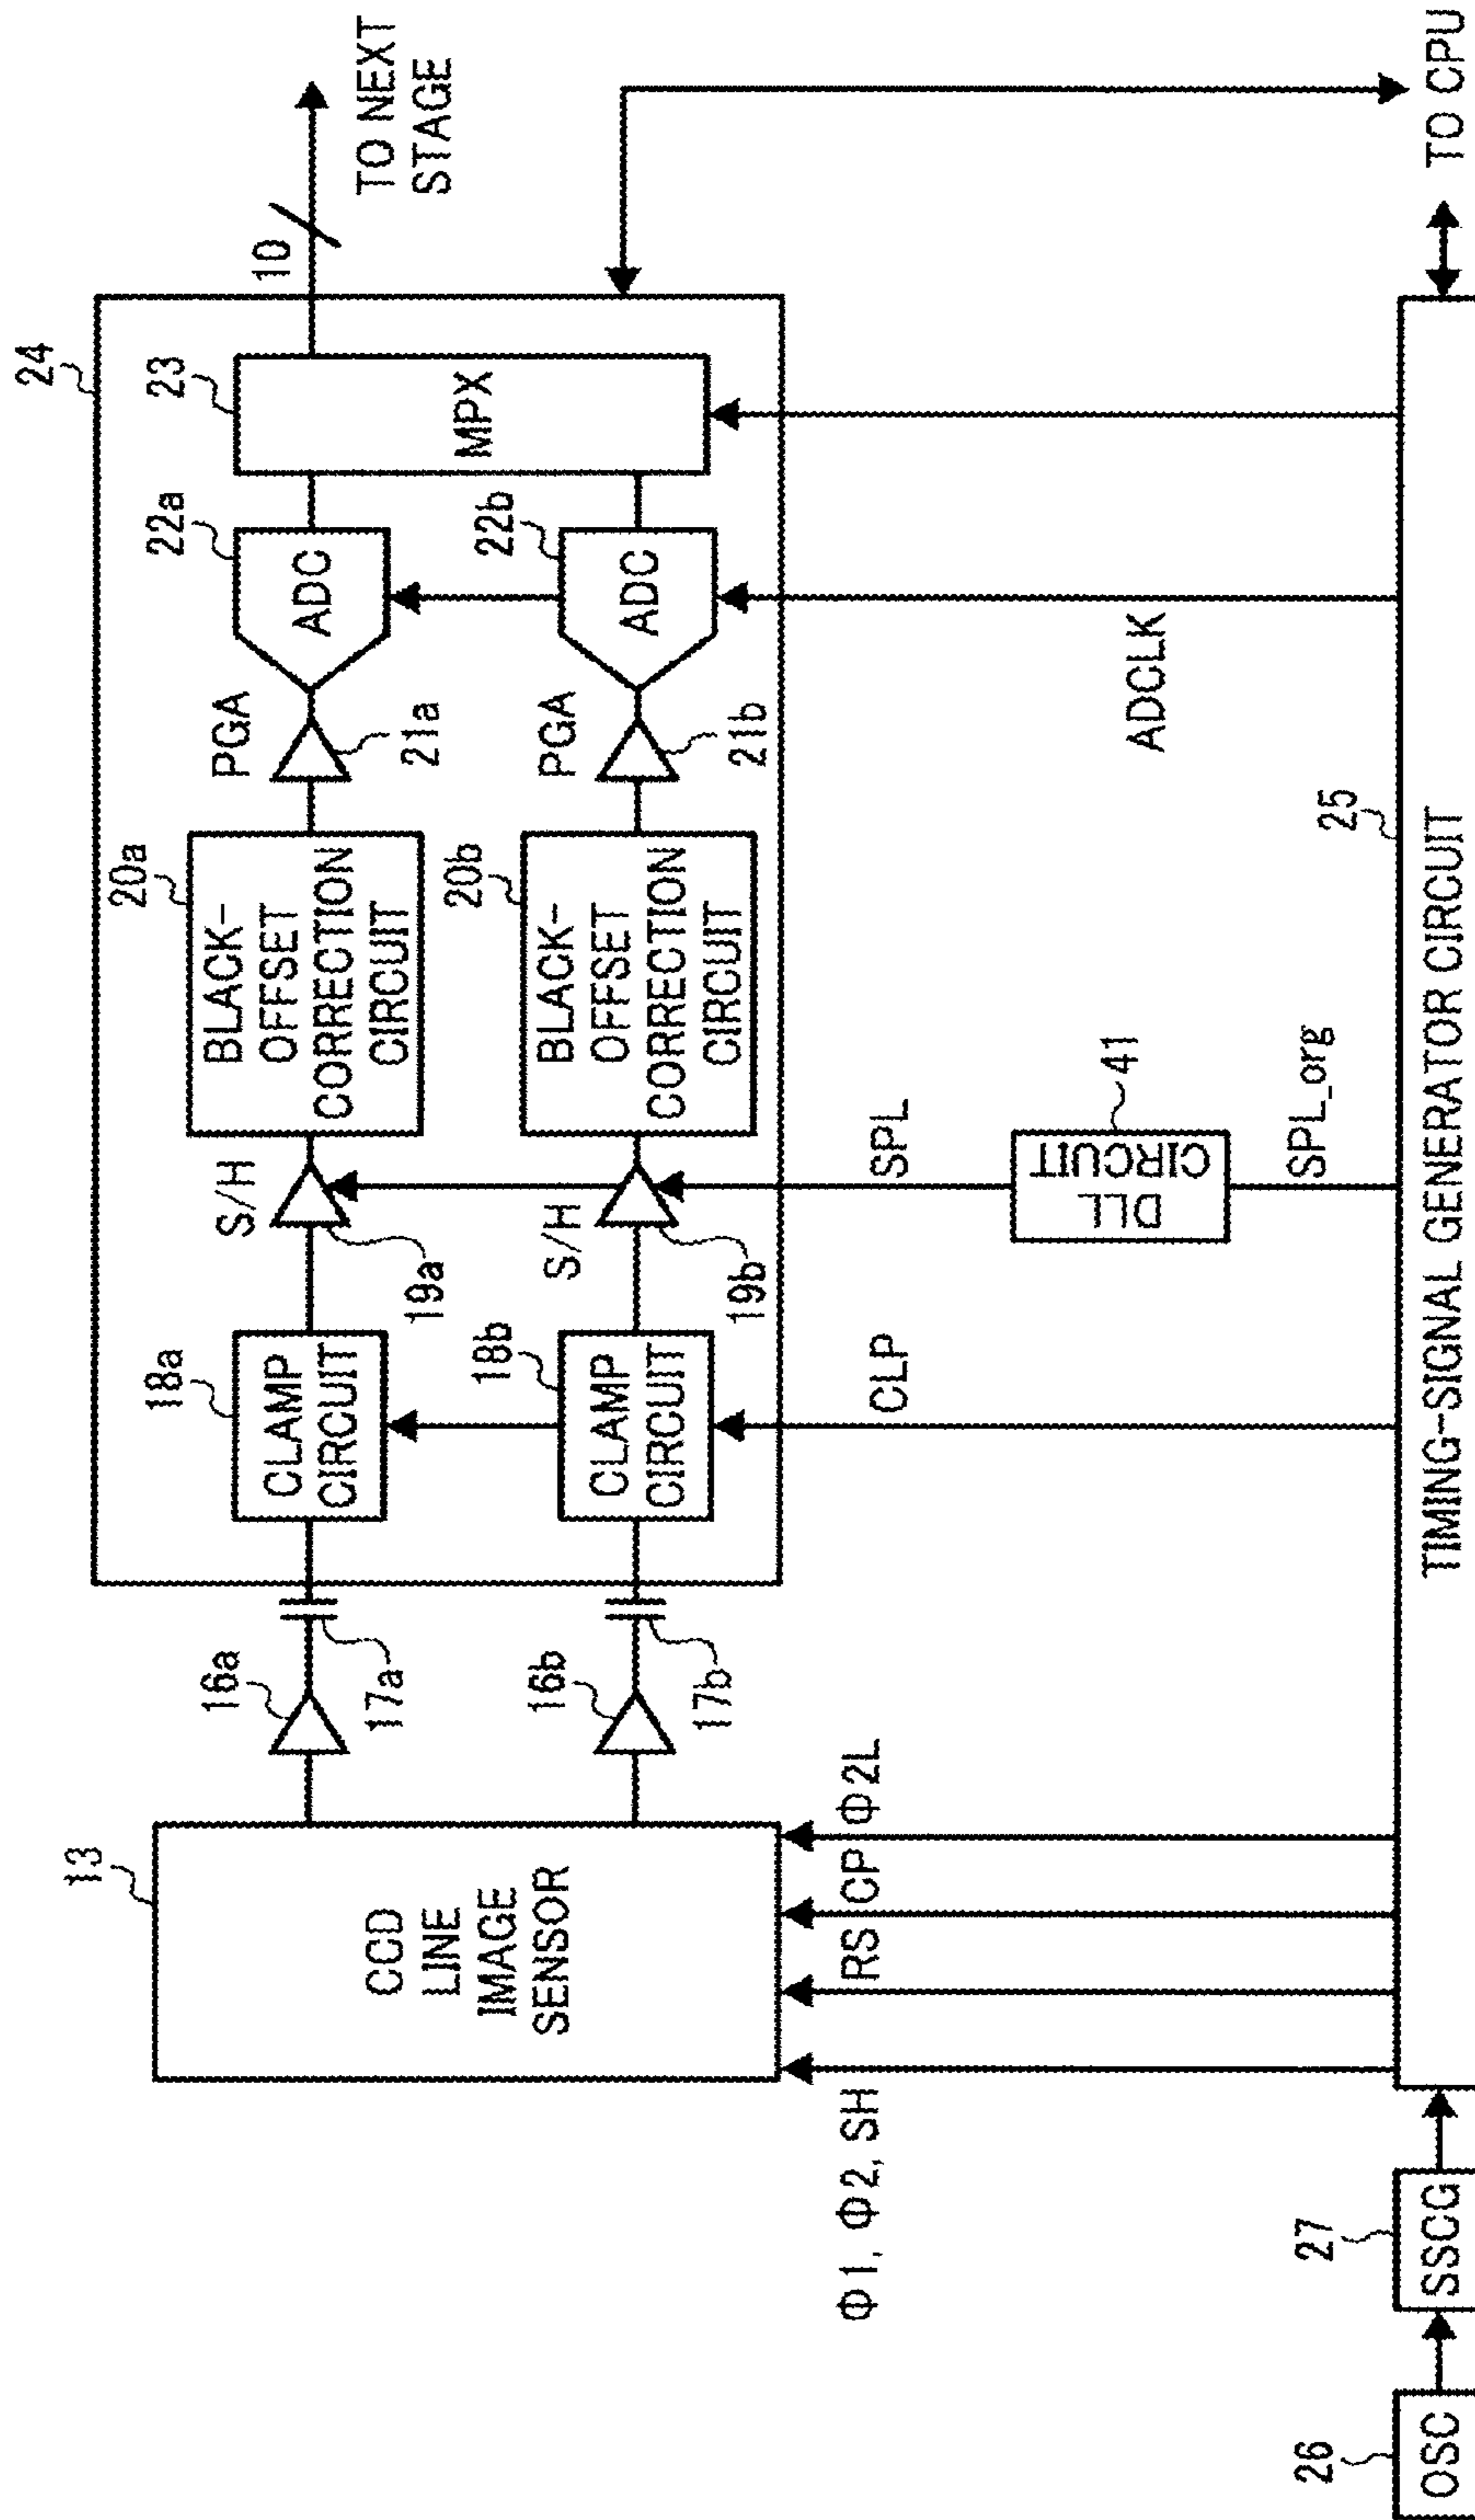 24
10
TO NEXT
STAGE
13
CCD
LINE
IMAGE
SENSOR
16a
17a
18a
CLAMP
CIRCUIT
S/H
19a
20a
BLACK-
OFFSET
CORRECTION
CIRCUIT
PGA
21a
22a
ADC
23
MPX
16b
17b
18b
CLAMP
CIRCUIT
S/H
19b
20b
BLACK-
OFFSET
CORRECTION
CIRCUIT
PGA
21b
22b
ADC
Φ1, Φ2, SH
RS
CP
Φ2L
CLP
SPL
41
DLL
CIRCUIT
SPL_org
ADCLK
26
OSC
27
SSCG
25
TIMING-SIGNAL GENERATOR CIRCUIT
TO CPU